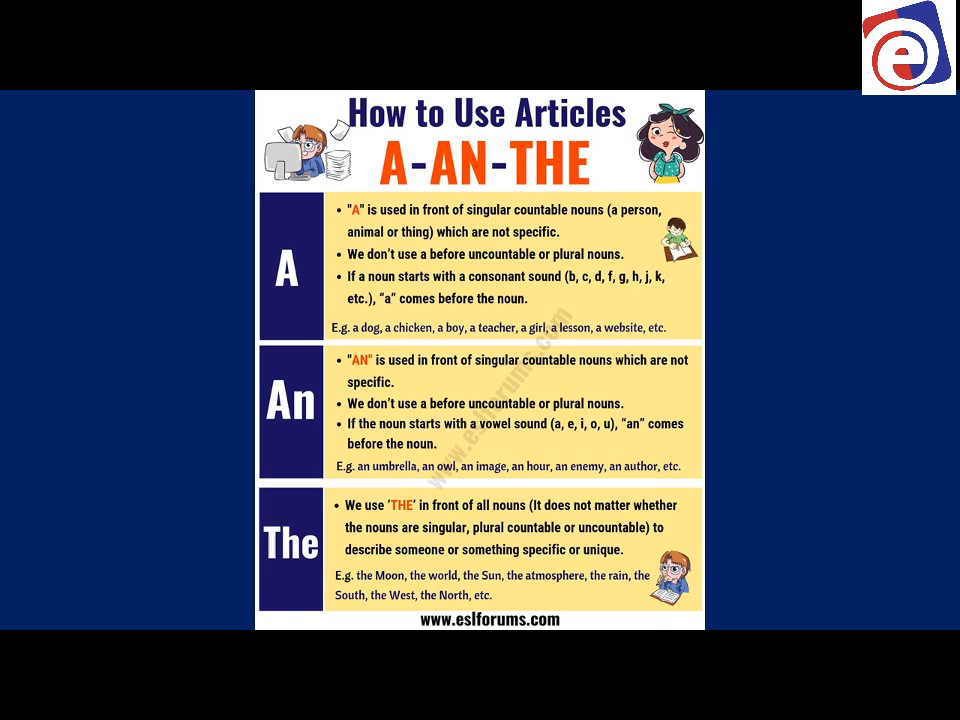 How to Use Articles
A-AN-THE
A
• "A" is used in front of singular countable nouns (a person,
animal or thing) which are not specific.
• We don’t use a before uncountable or plural nouns.
• If a noun starts with a consonant sound (b, c, d, f, g, h, j, k,
etc.), “a” comes before the noun.
E.g. a dog, a chicken, a boy, a teacher, a girl, a lesson, a website, etc.
An
• "AN" is used in front of singular countable nouns which are not
specific.
• We don’t use a before uncountable or plural nouns.
• If the noun starts with a vowel sound (a, e, i, o, u), “an” comes
before the noun.
E.g. an umbrella, an owl, an image, an hour, an enemy, an author, etc.
The
• We use ‘THE’ in front of all nouns (It does not matter whether
the nouns are singular, plural countable or uncountable) to
describe someone or something specific or unique.
E.g. the Moon, the world, the Sun, the atmosphere, the rain, the
South, the West, the North, etc.
www.eslforums.com
www.eslforums.com
e